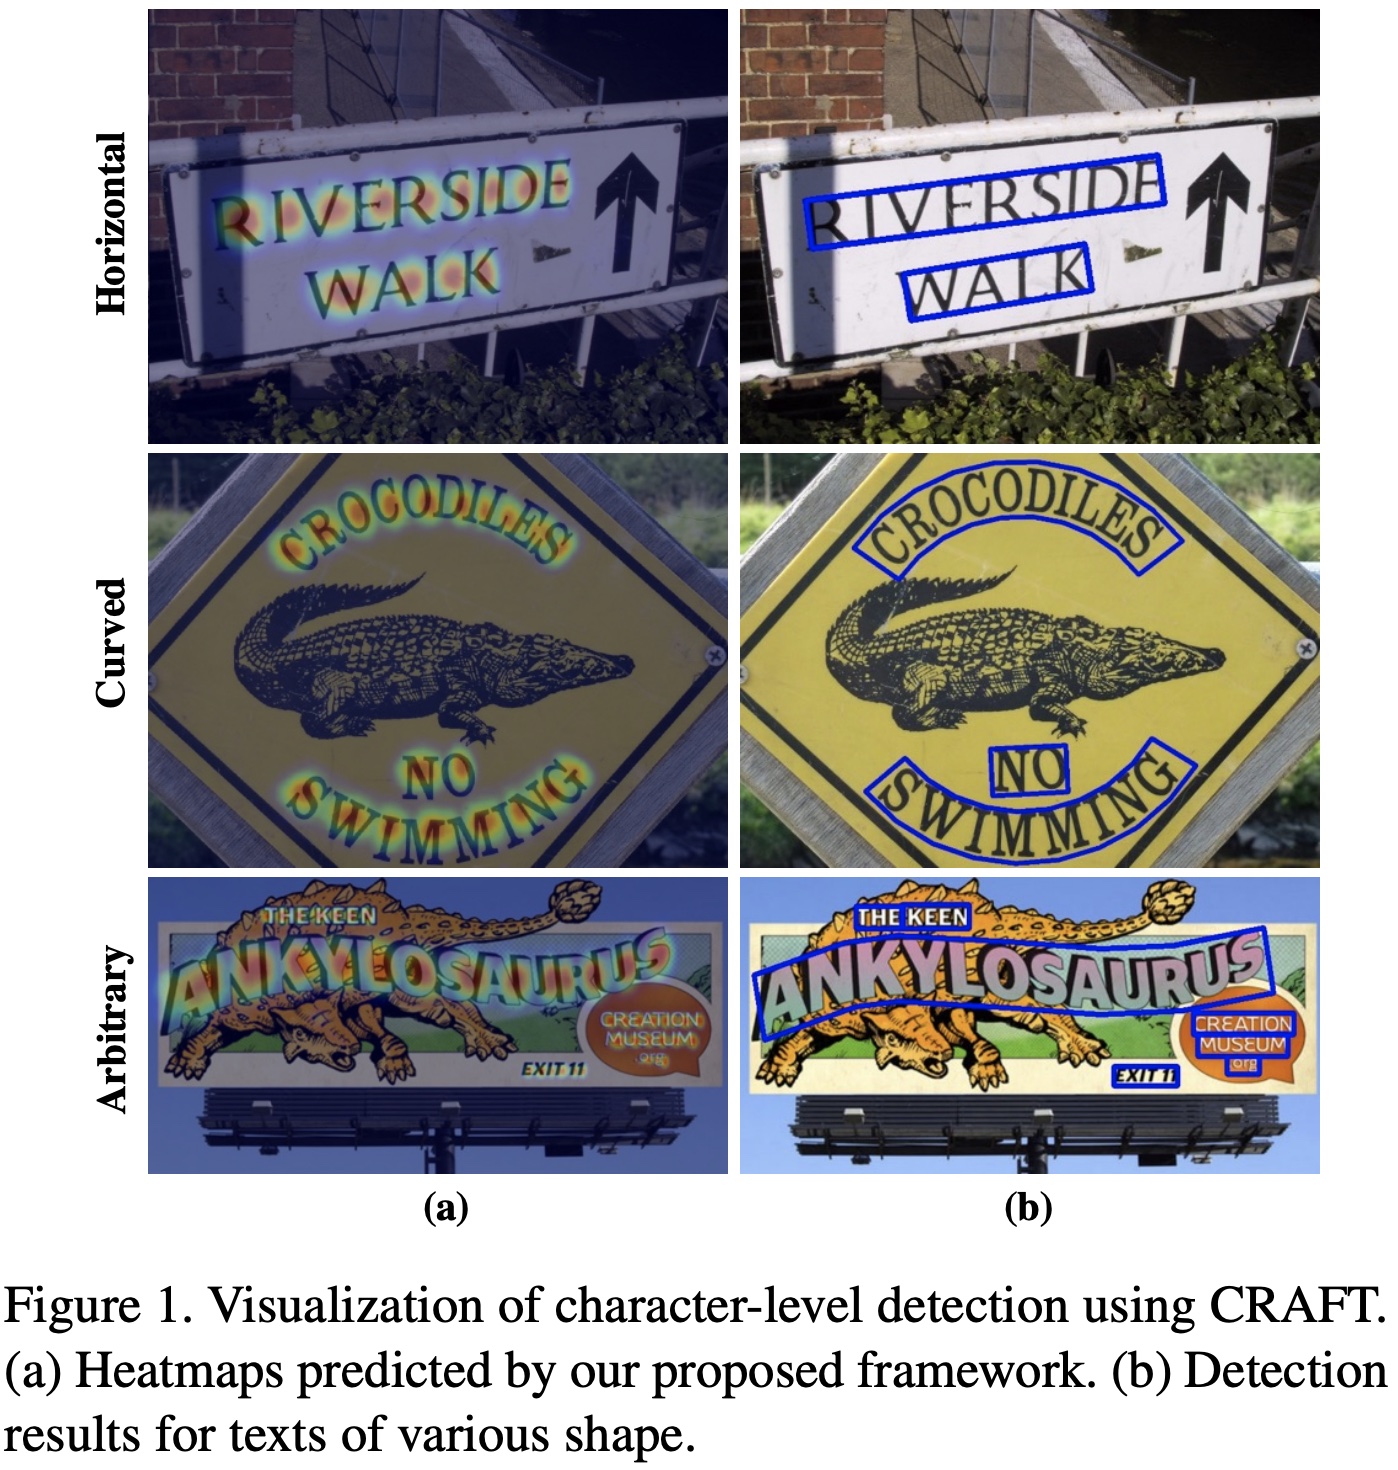 Horizontal
RIVERSIDE
WALK
RIVERSIDE
WALK
Curved
CROCODILES
NO
SWIMMING
CROCODILES
NO
SWIMMING
Arbitrary
THE KEEN
ANKYLOSAURUS
CREATION
MUSEUM
.org
EXIT 11
THE KEEN
ANKYLOSAURUS
CREATION
MUSEUM
.org
EXIT 11
(a)
(b)
Figure 1. Visualization of character-level detection using CRAFT.
(a) Heatmaps predicted by our proposed framework. (b) Detection
results for texts of various shape.